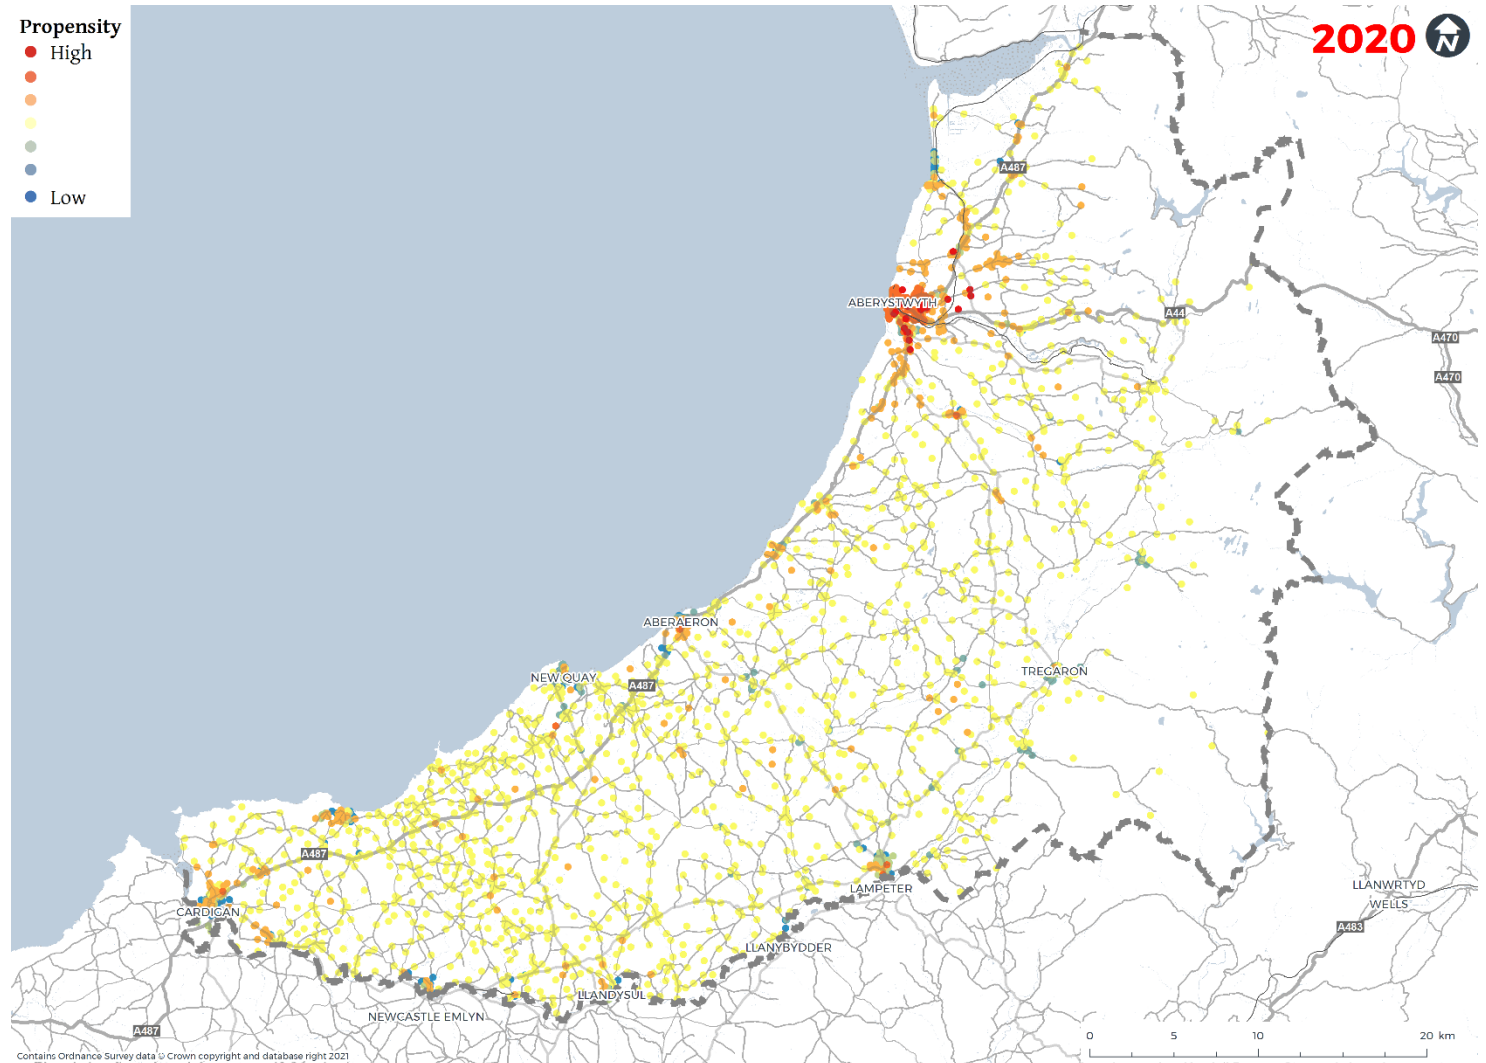 Propensity
High
Low
2020
N
A487
ABERYSTWYTH
A44
A470
A470
ABERAERON
NEW QUAY
A487
TREGARON
A487
LAMPETER
CARDIGAN
LLANWRTYD
WELLS
A483
LLANYBYDDER
LLANDYSUL
NEWCASTLE EMLYN
A487
0 5 10 20 km
Contains Ordnance Survey data © Crown copyright and database right 2021